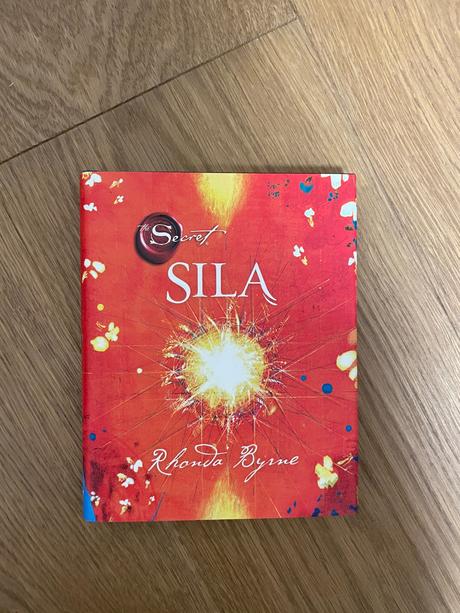 the Secret
SILA
Rhonda Byrne